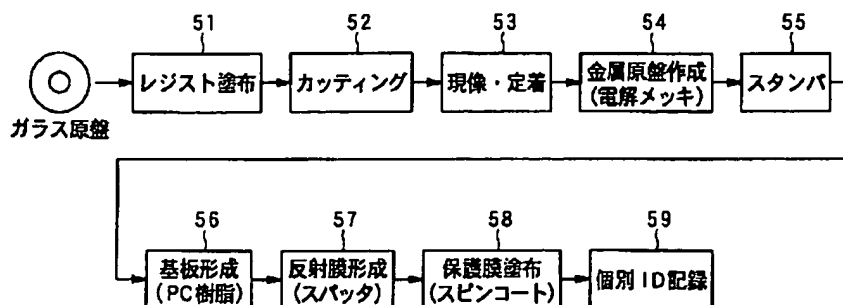 51
52
53
54
55
レジスト塗布
カッティング
現像・定着
金属原盤作成
(電解メッキ)
スタンパ
ガラス原盤
56
57
58
59
基板形成
(PC樹脂)
反射膜形成
(スパッタ)
保護膜塗布
(スピンコート)
個別ID記録